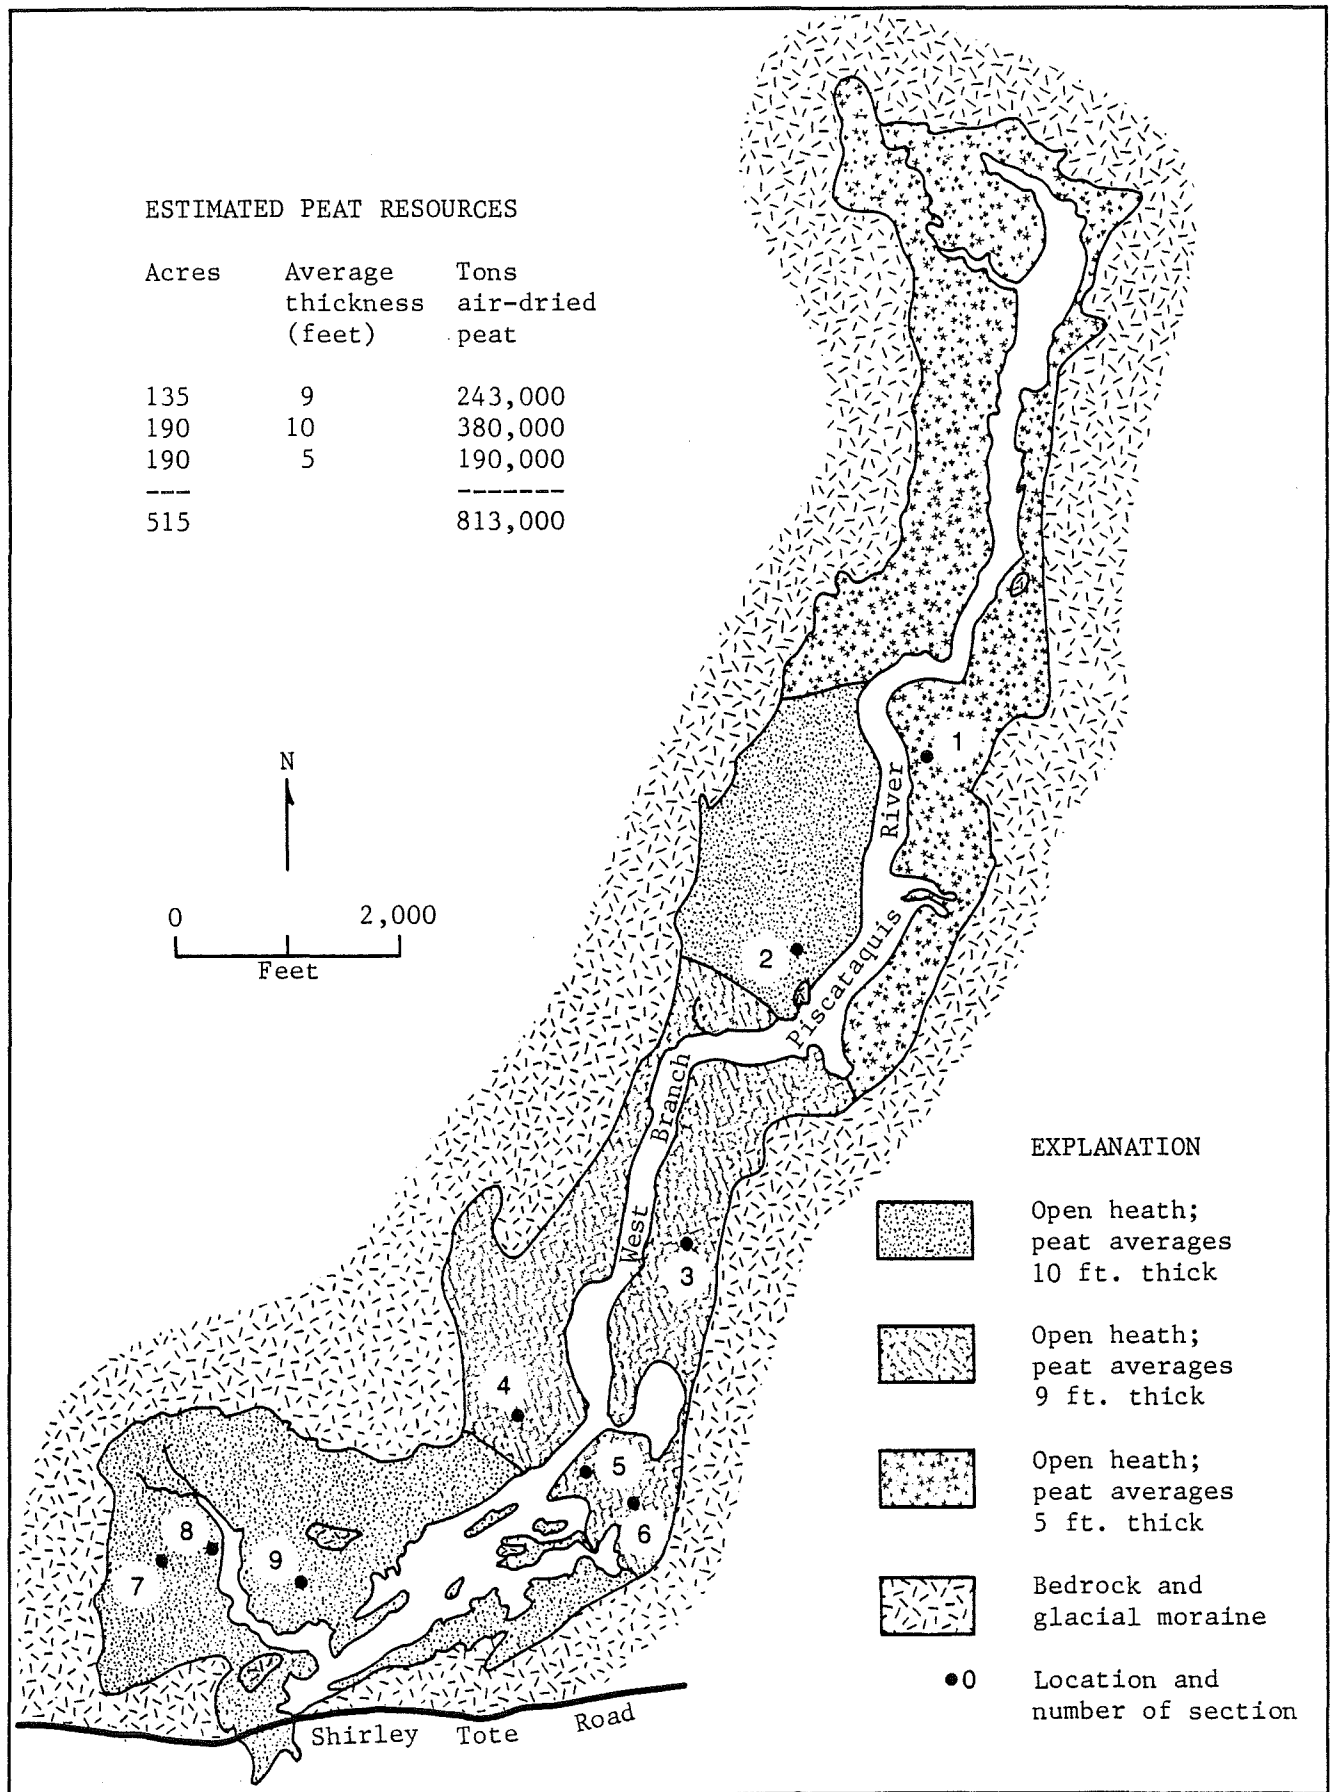 ESTIMATED PEAT RESOURCES
Acres Average Tons
thickness air-dried
(feet) peat
135 9 243,000
190 10 380,000
190 5 190,000
--- -------
515 813,000
N
0 2,000
Feet
1
River
2
Piscataquis
Branch
West
3
4
5
6
7
8
9
Shirley Tote Road
EXPLANATION
Open heath;
peat averages
10 ft. thick
Open heath;
peat averages
9 ft. thick
Open heath;
peat averages
5 ft. thick
Bedrock and
glacial moraine
0 Location and
number of section